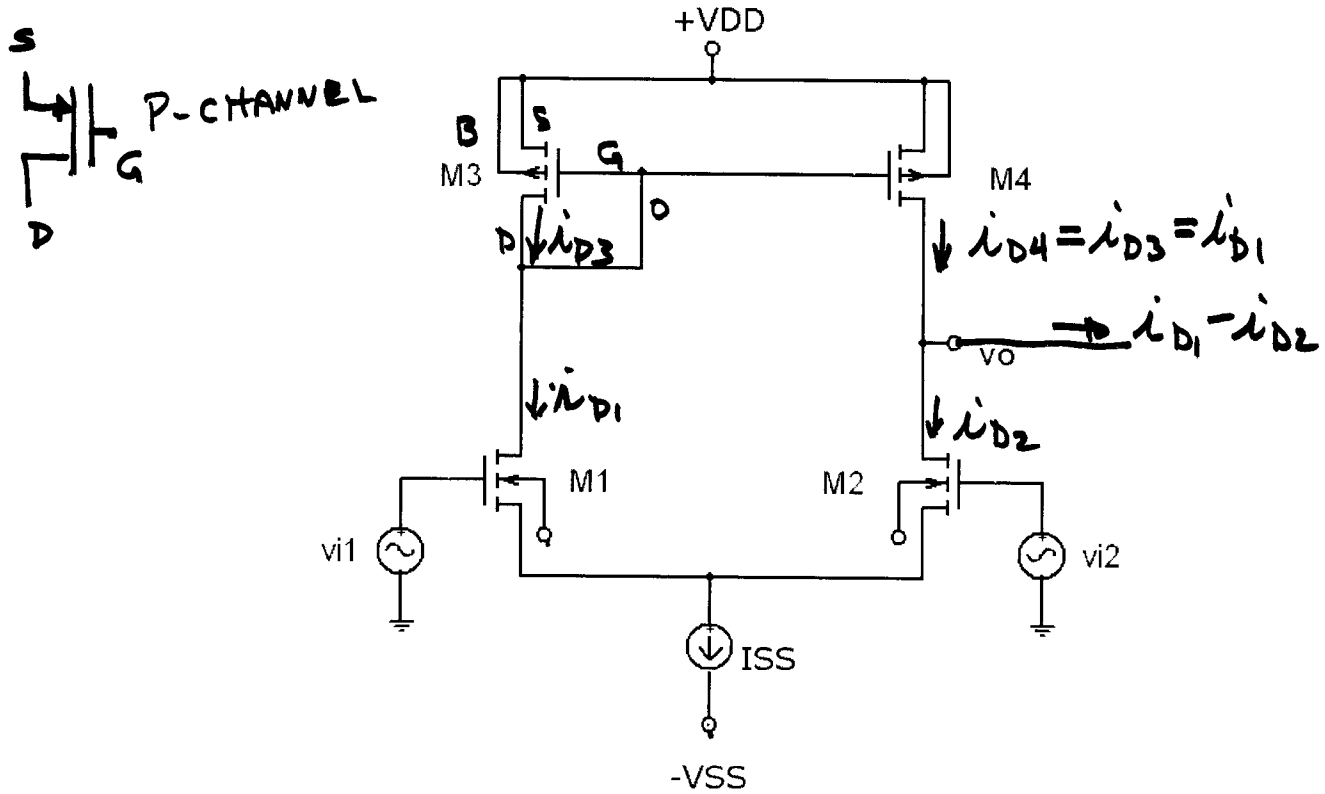 +VDD
S
P-CHANNEL
G
D
B S
G
M3
M4
D
D
iD3
iD4 = iD3 = iD1
iD1 - iD2
vo
iD1
iD2
M1
M2
vi1
vi2
ISS
-VSS